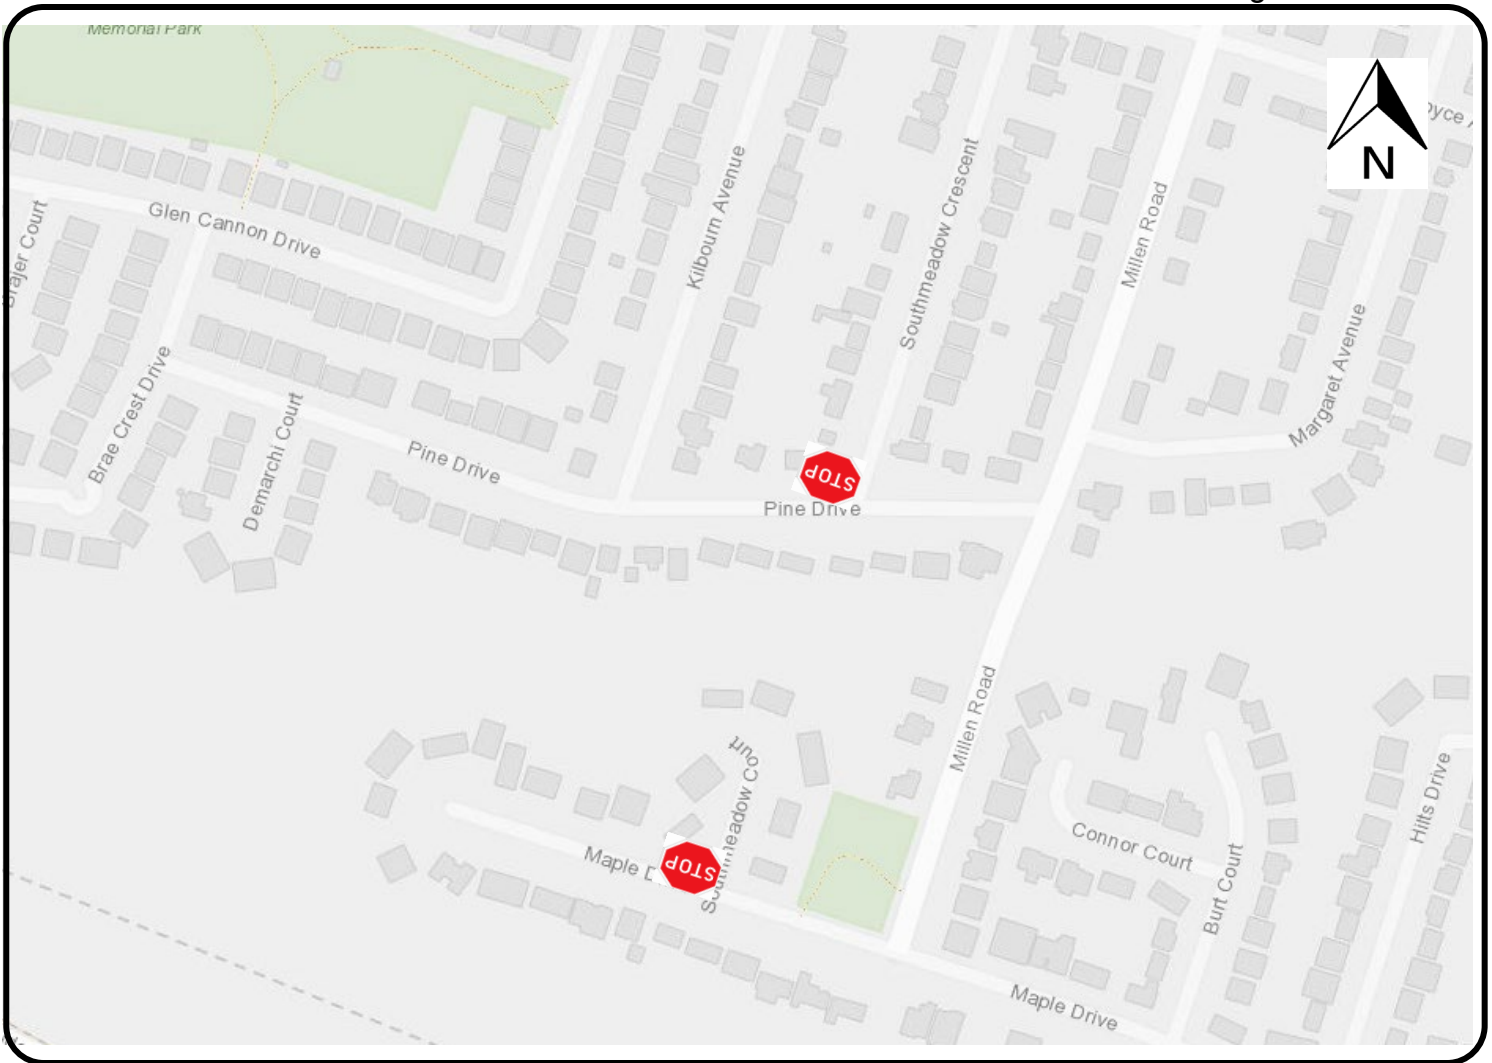 Memorial Park
N
Glen Cannon Drive
Kilbourn Avenue
Southmeadow Crescent
Millen Road
Margaret Avenue
Brae Crest Drive
Demarchi Court
Pine Drive
STOP
Pine Drive
Millen Road
Southmeadow Court
Maple D
STOP
Connor Court
Burt Court
Hilts Drive
Maple Drive